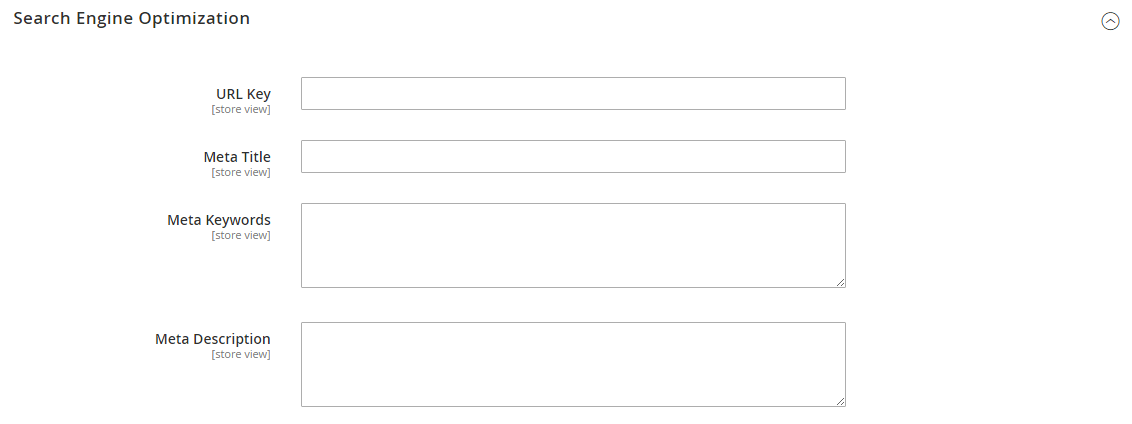 Search Engine Optimization
URL Key
[store view]
Meta Title
[store view]
Meta Keywords
[store view]
Meta Description
[store view]